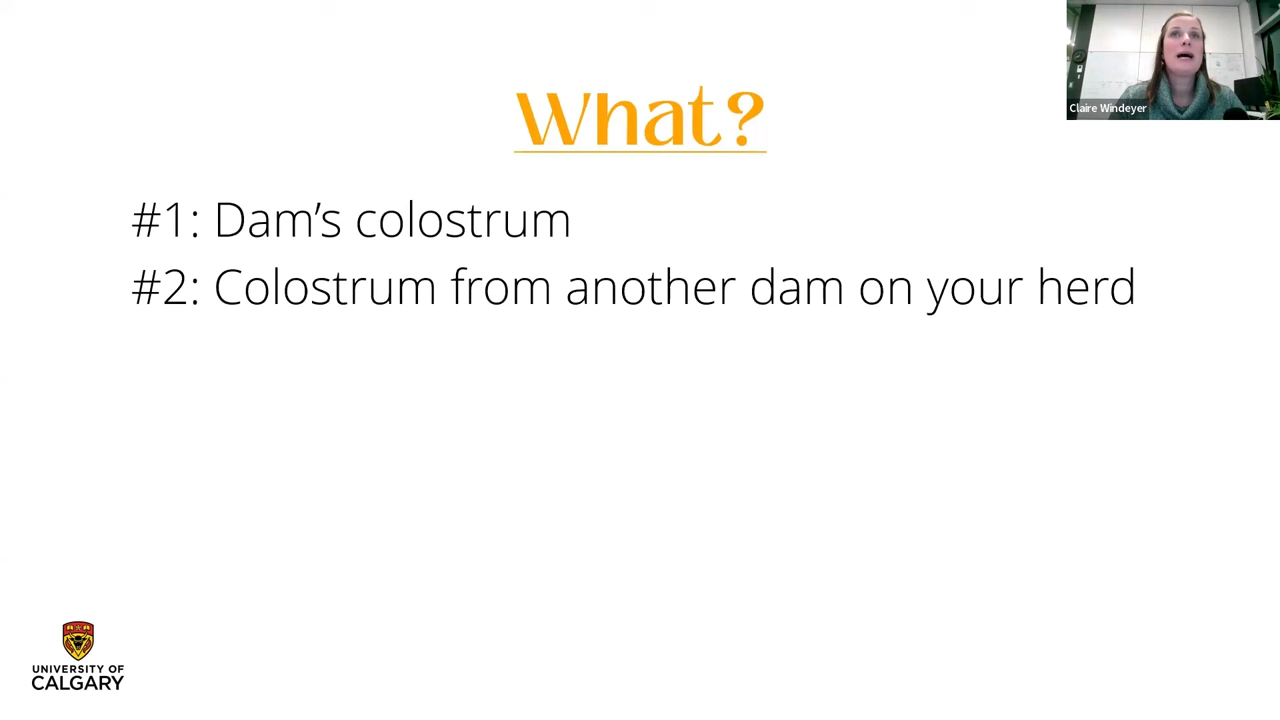 What?
Claire Windeyer
#1: Dam's colostrum
#2: Colostrum from another dam on your herd
UNIVERSITY OF
CALGARY